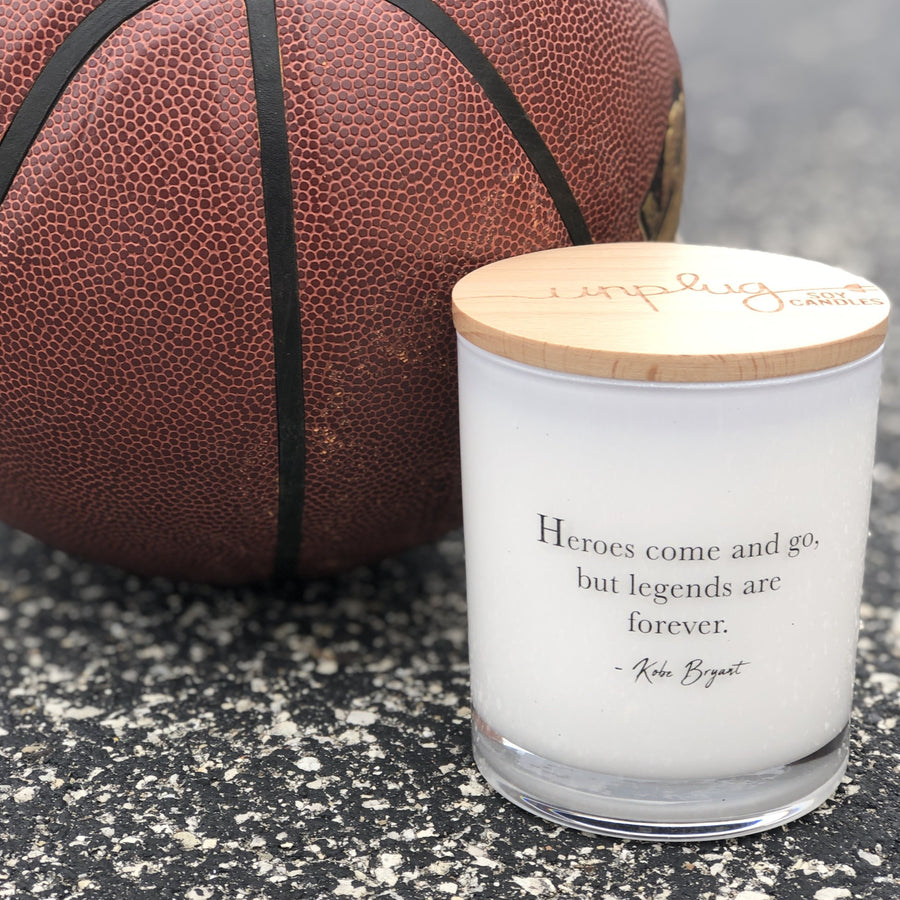 unplug SOY
CANDLES
Heroes come and go,
but legends are
forever.
- Kobe Bryant